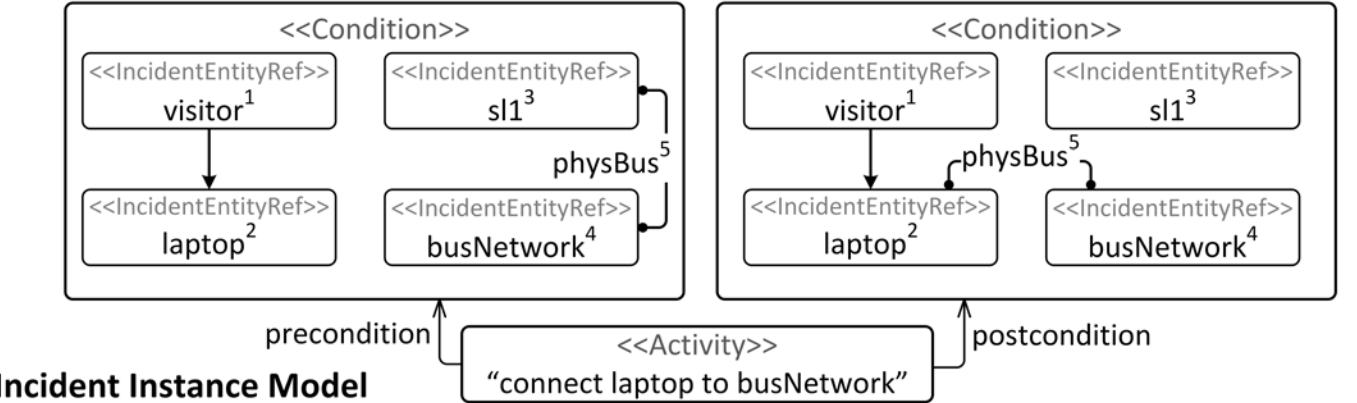 <<Condition>>
<<IncidentEntityRef>>
visitor1
<<IncidentEntityRef>>
sl13
physBus5
<<IncidentEntityRef>>
laptop2
<<IncidentEntityRef>>
busNetwork4
<<Condition>>
<<IncidentEntityRef>>
visitor1
<<IncidentEntityRef>>
sl13
physBus5
<<IncidentEntityRef>>
laptop2
<<IncidentEntityRef>>
busNetwork4
precondition
<<Activity>>
“connect laptop to busNetwork”
postcondition
Incident Instance Model